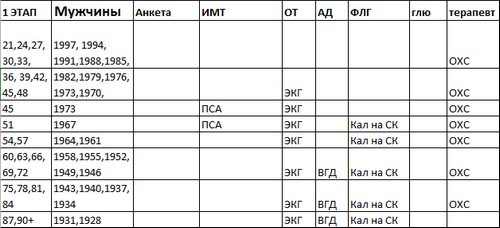 1 ЭТАП Мужчины Анкета ИМТ ОТ АД ФЛГ глю терапевт
21,24,27, 1997, 1994,
30,33, 1991,1988,1985, ОХС
36, 39,42, 1982,1979,1976,
45,48 1973,1970, ЭКГ ОХС
45 1973 ПСА ЭКГ ОХС
51 1967 ПСА ЭКГ Кал на СК ОХС
54,57 1964,1961 ЭКГ Кал на СК ОХС
60,63,66, 1958,1955,1952,
69,72 1949,1946 ЭКГ ВГД Кал на СК ОХС
75,78,81, 1943,1940,1937,
84 1934 ЭКГ ВГД Кал на СК ОХС
87,90+ 1931,1928 ЭКГ ВГД Кал на СК